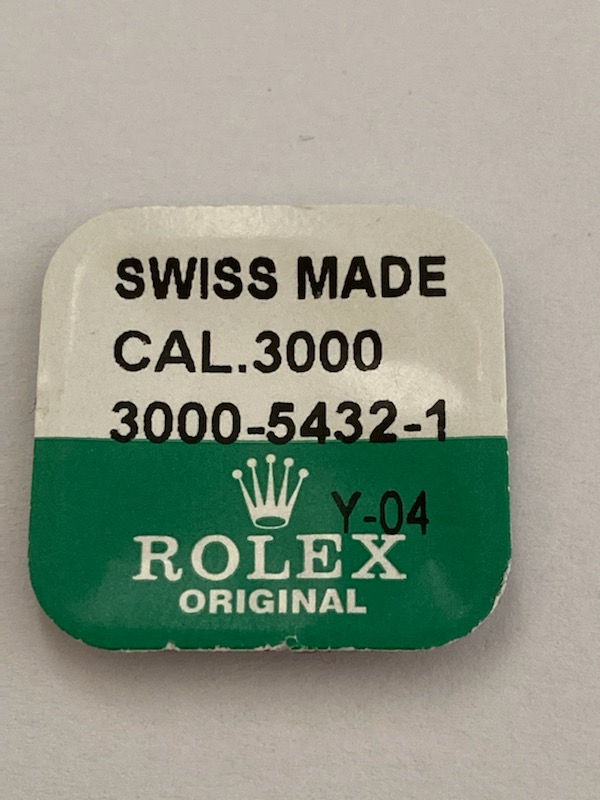 SWISS MADE
CAL.3000
3000-5432-1
Y-04
ROLEX
ORIGINAL